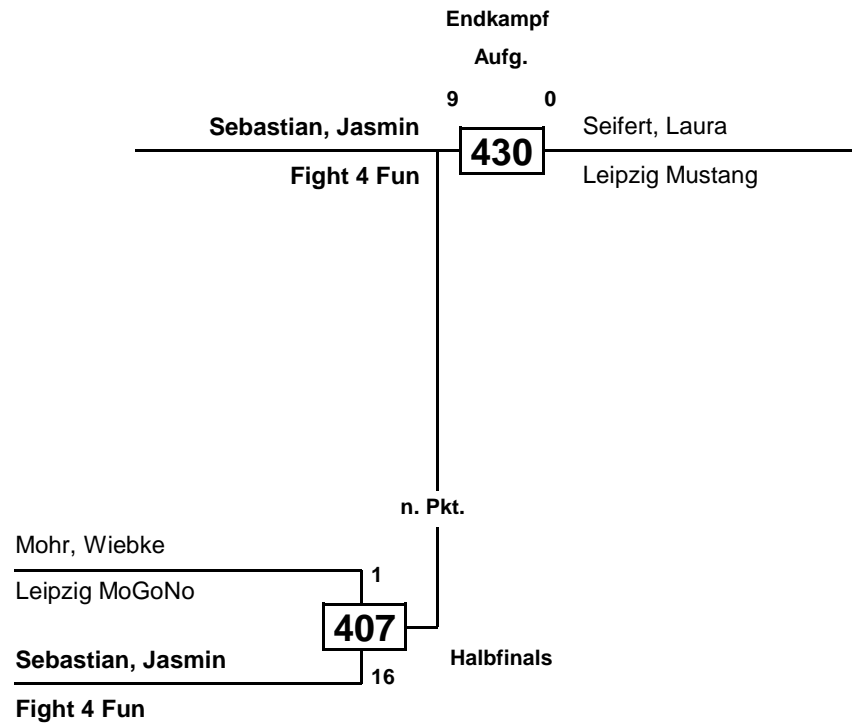 Endkampf
Aufg.
9 0
Sebastian, Jasmin 430 Seifert, Laura
Fight 4 Fun Leipzig Mustang
n. Pkt.
Mohr, Wiebke
1
Leipzig MoGoNo
407
Sebastian, Jasmin Halbfinals
16
Fight 4 Fun